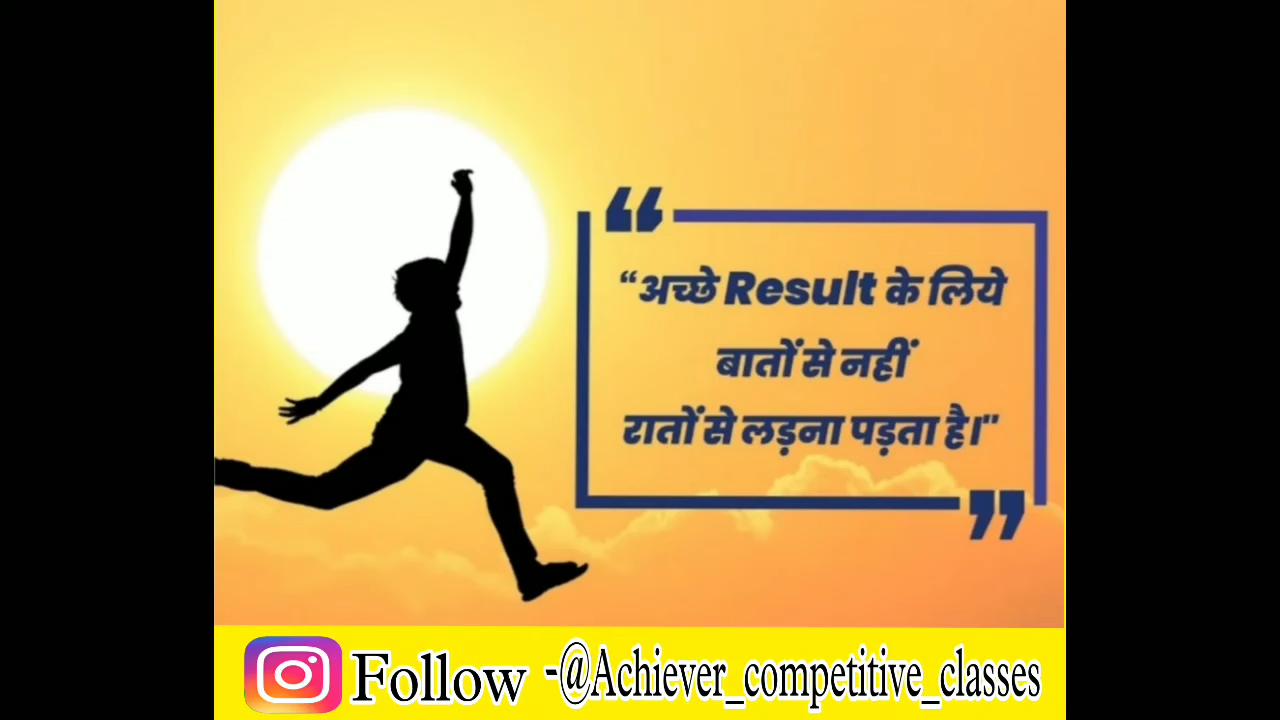 “
“अच्छे Result के लिये
बातों से नहीं
रातों से लड़ना पड़ता है।"
”
Follow -@Achiever_competitive_classes